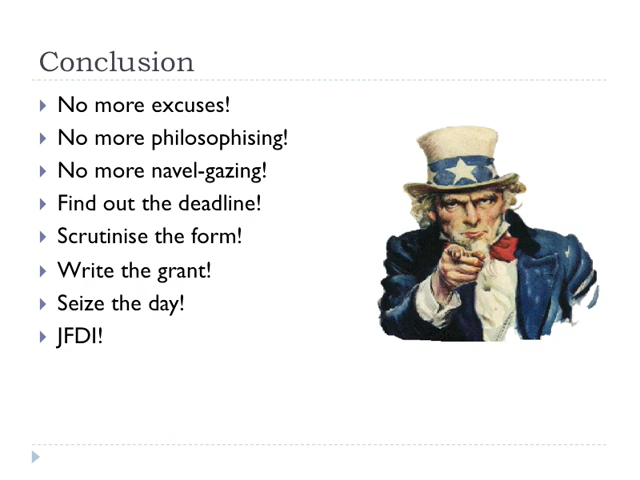 Conclusion
No more excuses!
No more philosophising!
No more navel-gazing!
Find out the deadline!
Scrutinise the form!
Write the grant!
Seize the day!
JFDI!